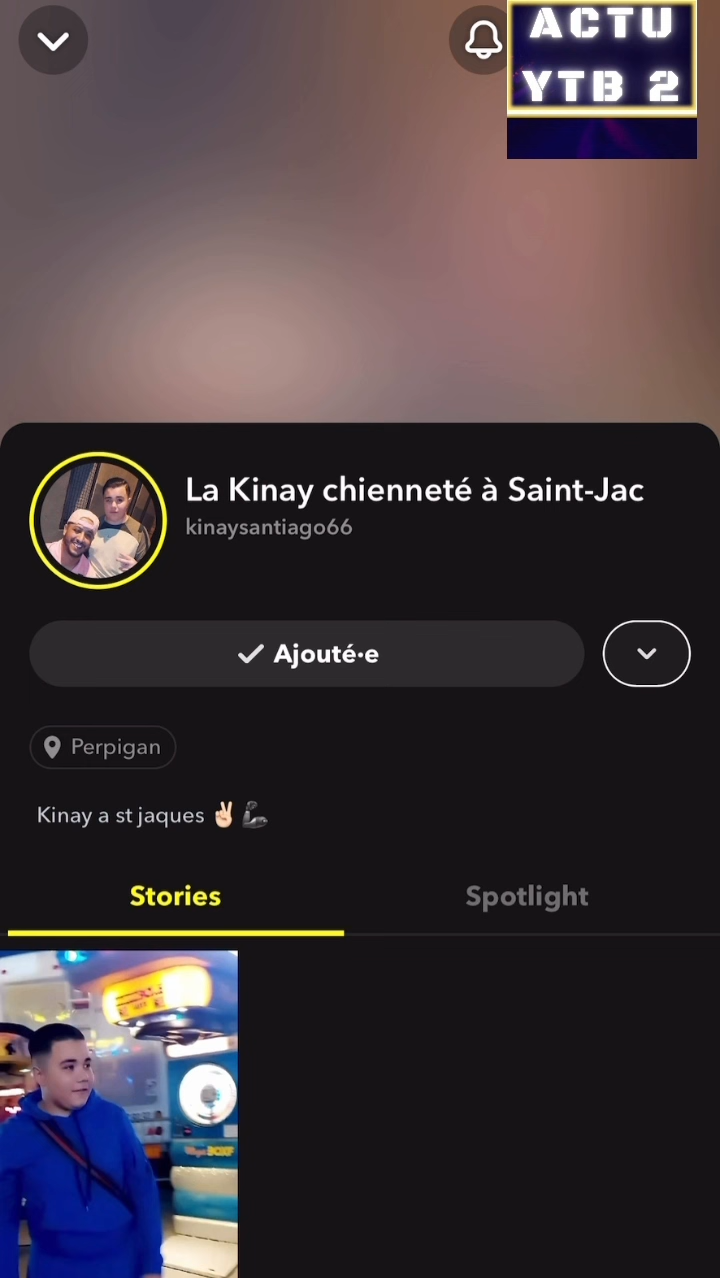 ACTU
YTB 2
La Kinay chienneté à Saint-Jac
kinaysantiago66
Ajouté·e
Perpigan
Kinay a st jaques ✌🏻🦾
Stories
Spotlight